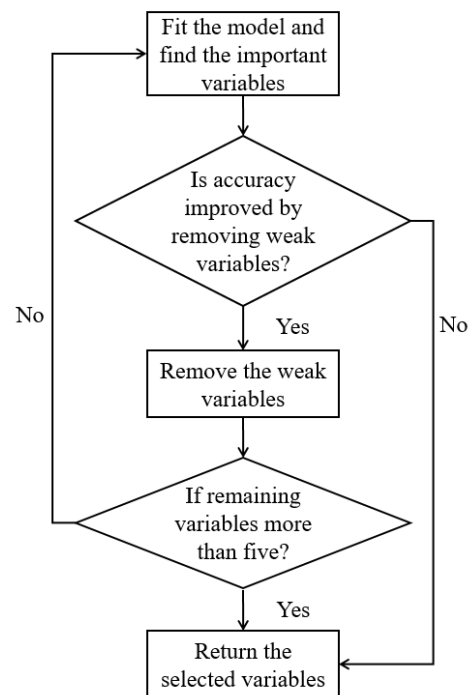 Fit the model and
find the important
variables
Is accuracy
improved by
removing weak
variables?
No
No
Yes
Remove the weak
variables
If remaining
variables more
than five?
Yes
Return the
selected variables